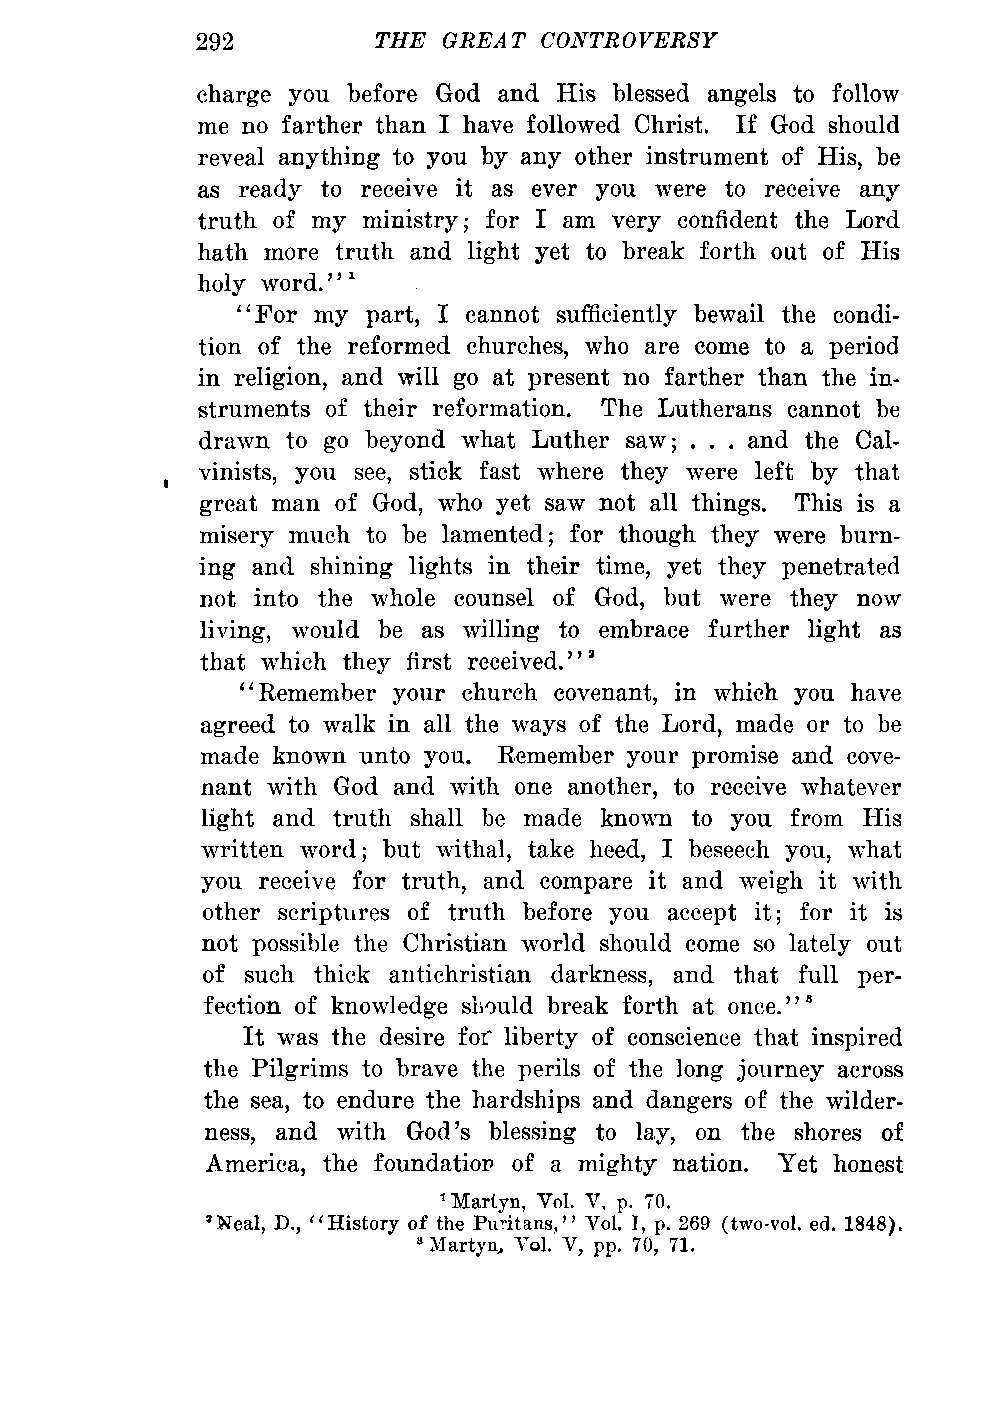 292 THE GREAT CONTROVERSY
charge you before God and His blessed angels to follow
me no farther than I have followed Christ. If God should
reveal anything to you by any other instrument of His, be
as ready to receive it as ever you were to receive any
truth of my ministry; for I am very confident the Lord
hath more truth and light yet to break forth out of His
holy word."¹
"For my part, I cannot sufficiently bewail the condi-
tion of the reformed churches, who are come to a period
in religion, and will go at present no farther than the in-
struments of their reformation. The Lutherans cannot be
drawn to go beyond what Luther saw; . . . and the Cal-
vinists, you see, stick fast where they were left by that
great man of God, who yet saw not all things. This is a
misery much to be lamented; for though they were burn-
ing and shining lights in their time, yet they penetrated
not into the whole counsel of God, but were they now
living, would be as willing to embrace further light as
that which they first received."²
"Remember your church covenant, in which you have
agreed to walk in all the ways of the Lord, made or to be
made known unto you. Remember your promise and cove-
nant with God and with one another, to receive whatever
light and truth shall be made known to you from His
written word; but withal, take heed, I beseech you, what
you receive for truth, and compare it and weigh it with
other scriptures of truth before you accept it; for it is
not possible the Christian world should come so lately out
of such thick antichristian darkness, and that full per-
fection of knowledge should break forth at once."³
It was the desire for liberty of conscience that inspired
the Pilgrims to brave the perils of the long journey across
the sea, to endure the hardships and dangers of the wilder-
ness, and with God's blessing to lay, on the shores of
America, the foundation of a mighty nation. Yet honest
¹ Martyn, Vol. V, p. 70.
² Neal, D., "History of the Puritans," Vol. I, p. 269 (two-vol. ed. 1848).
³ Martyn, Vol. V, pp. 70, 71.